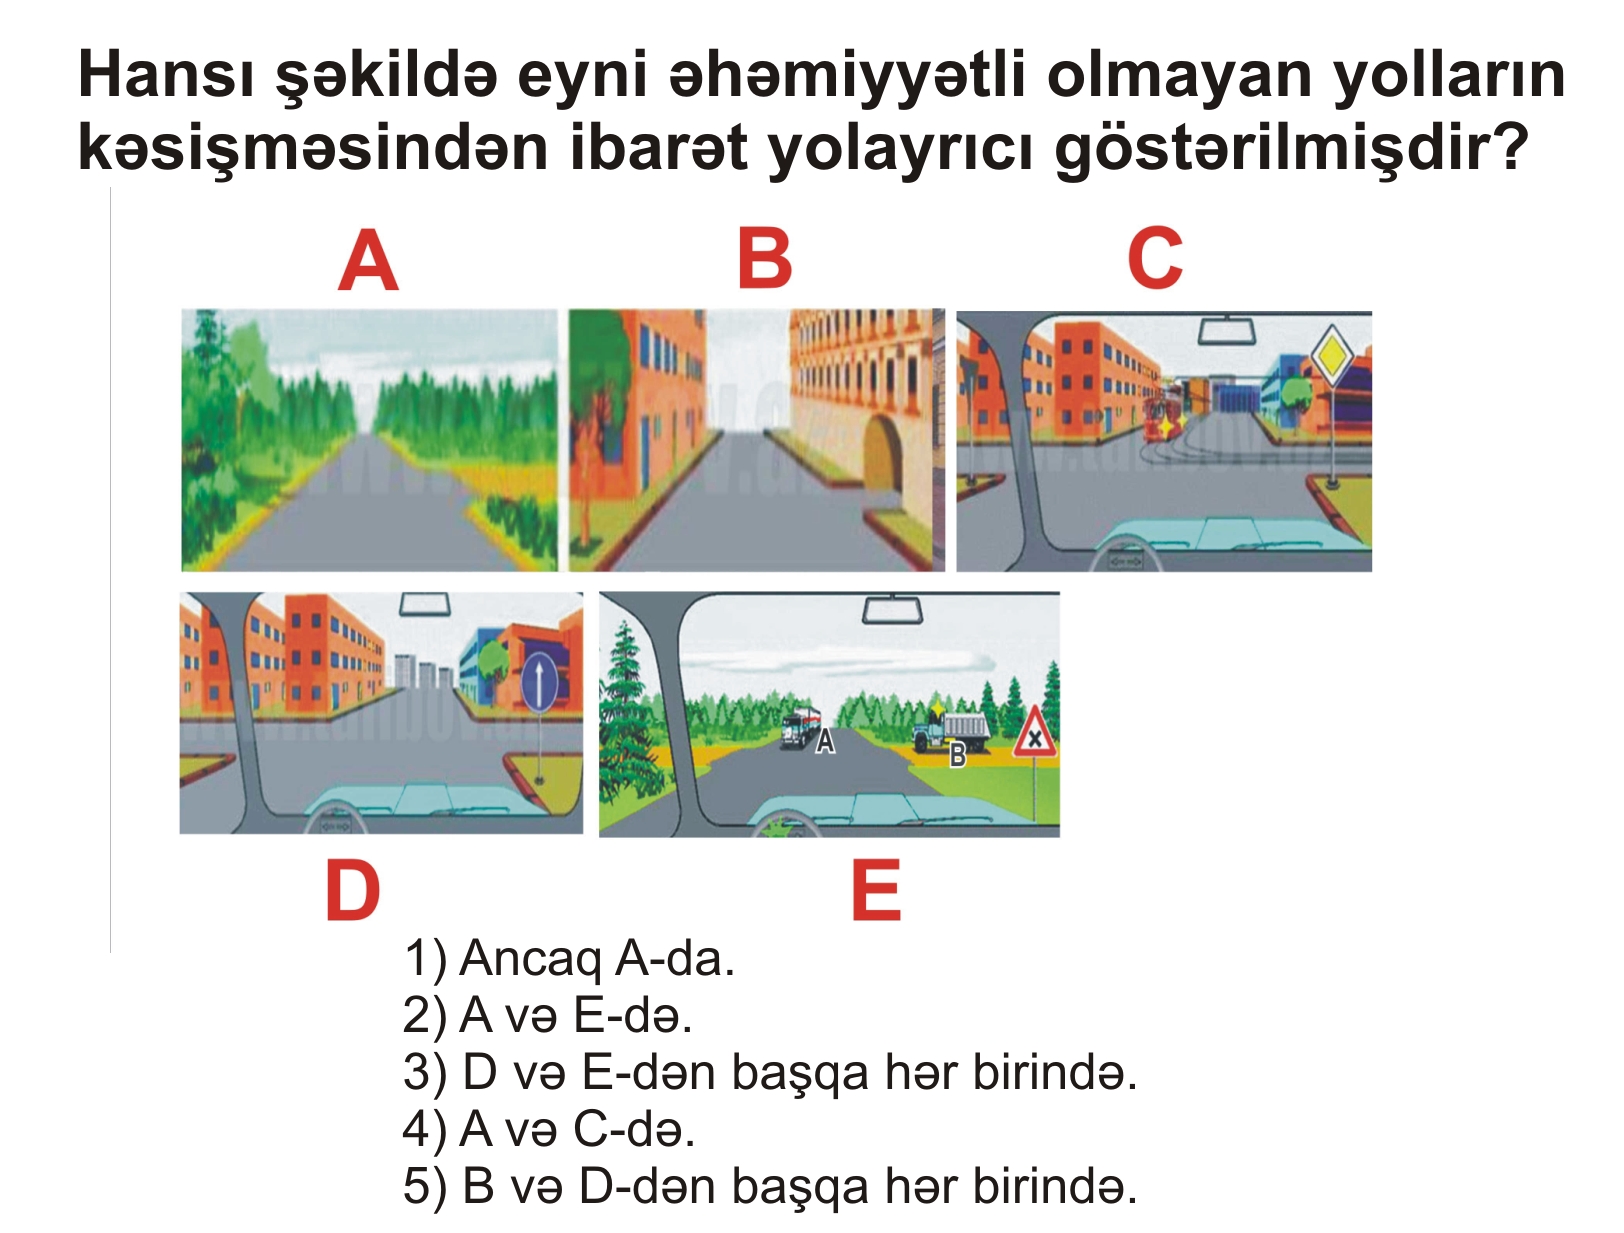 Hansı şəkildə eyni əhəmiyyətli olmayan yolların
kəsişməsindən ibarət yolayrıcı göstərilmişdir?
A B C
A
B
D E
1) Ancaq A-da.
2) A və E-də.
3) D və E-dən başqa hər birində.
4) A və C-də.
5) B və D-dən başqa hər birində.